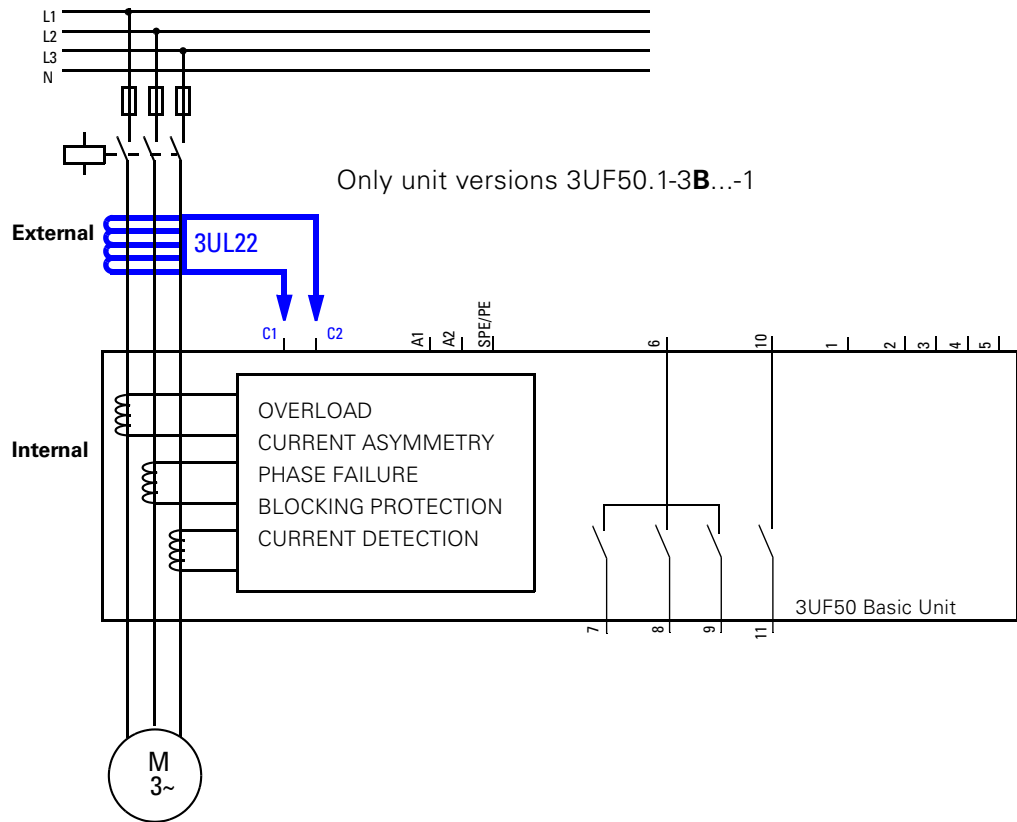 L1
L2
L3
N
Only unit versions 3UF50.1-3B...-1
External
3UL22
C1
C2
A1
A2
SPE/PE
6
10
1
2
3
4
5
Internal
OVERLOAD
CURRENT ASYMMETRY
PHASE FAILURE
BLOCKING PROTECTION
CURRENT DETECTION
3UF50 Basic Unit
7
8
9
11
M
3~